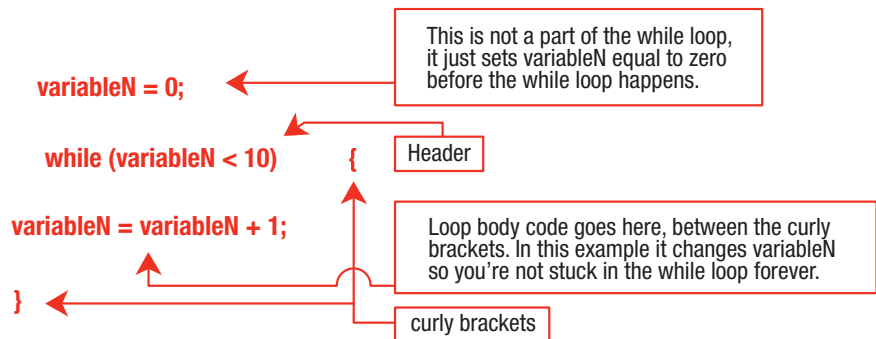 This is not a part of the while loop,
it just sets variableN equal to zero
before the while loop happens.
variableN = 0;
while (variableN < 10) {
Header
variableN = variableN + 1;
Loop body code goes here, between the curly
brackets. In this example it changes variableN
so you're not stuck in the while loop forever.
}
curly brackets